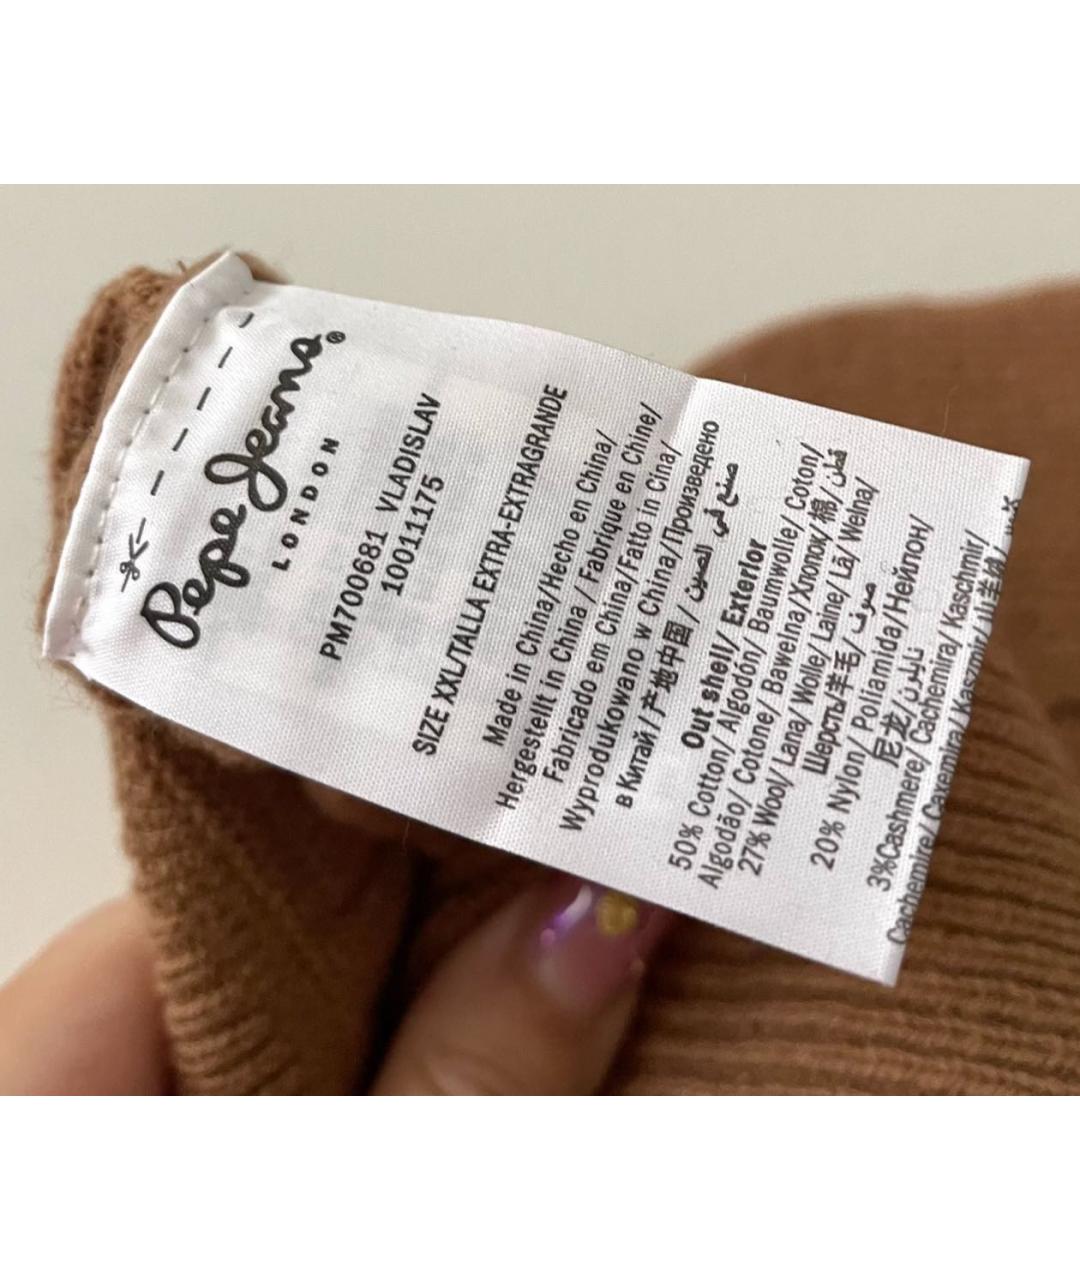 Pepe Jeans®
LONDON
PM700681 VLADISLAV
10011175
SIZE XXL/TALLA EXTRA-EXTRAGRANDE
Made in China/Hecho en China/
Hergestellt in China / Fabrique en Chine/
Fabricado em China/Fatto in Cina/
Wyprodukowano w China/Произведено
в Китай / 产地中国 / صنع في الصين
Out shell/ Exterior
50% Cotton/ Algodón/ Baumwolle/ Coton/
Algodão/ Cotone/ Bawelna/Хлопок/ 棉/ قطن
27% Wool/ Lana/ Wolle/ Laine/ Lã/ Welna/
Шерсть/羊毛/ صوف
20% Nylon/ Poliamida/Нейлон/
尼龙/ نايلون
3%Cashmere/ Cachemira/ Kaschmir/
Cachemire/ Caxemira/ Kaszmir/山羊绒/